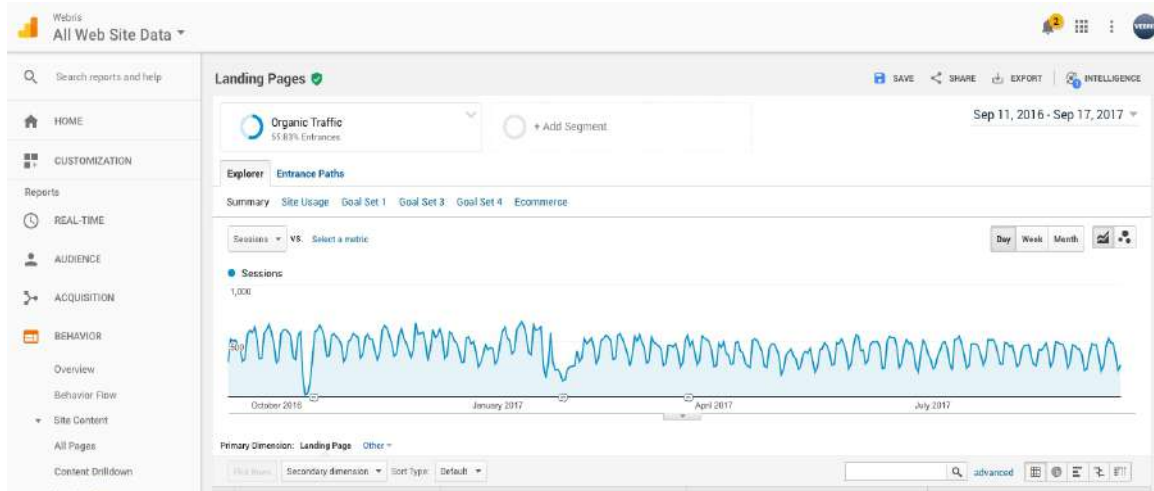 Webris
All Web Site Data
2
Search reports and help
HOME
CUSTOMIZATION
Reports
REAL-TIME
AUDIENCE
ACQUISITION
BEHAVIOR
Overview
Behavior Flow
Site Content
All Pages
Content Drilldown
Landing Pages
SAVE SHARE EXPORT INTELLIGENCE
Organic Traffic
55.83% Entrances
+ Add Segment
Sep 11, 2016 - Sep 17, 2017
Explorer Entrance Paths
Summary Site Usage Goal Set 1 Goal Set 3 Goal Set 4 Ecommerce
Sessions VS. Select a metric
Day Week Month
Sessions
1,000
500
October 2016 January 2017 April 2017 July 2017
Primary Dimension: Landing Page Other
Plot Rows Secondary dimension Sort Type: Default
advanced